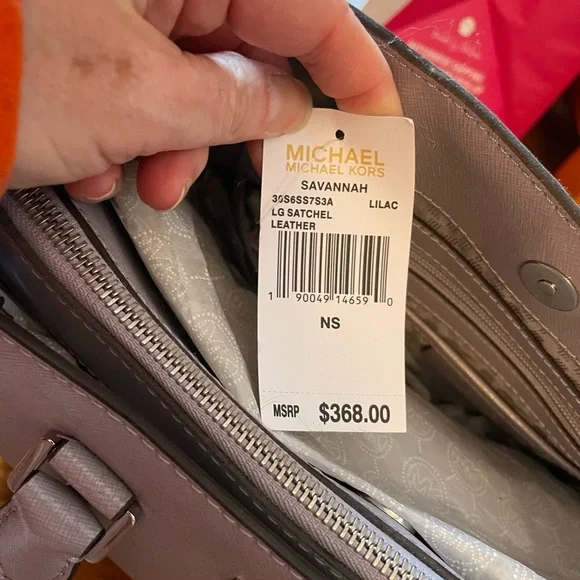 MICHAEL
MICHAEL KORS
SAVANNAH
30S6SS7S3A LILAC
LG SATCHEL
LEATHER
1 90049 14659 0
NS
MSRP $368.00